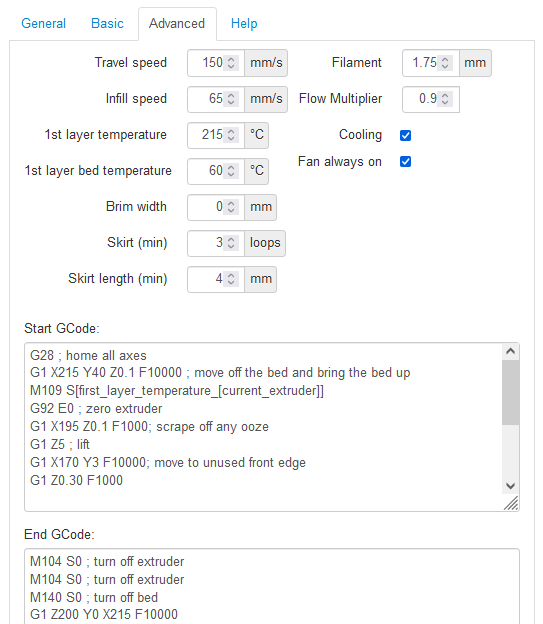 General Basic Advanced Help
Travel speed 150 mm/s Filament 1.75 mm
Infill speed 65 mm/s Flow Multiplier 0.9
1st layer temperature 215 °C Cooling
1st layer bed temperature 60 °C Fan always on
Brim width 0 mm
Skirt (min) 3 loops
Skirt length (min) 4 mm
Start GCode:
G28 ; home all axes
G1 X215 Y40 Z0.1 F10000 ; move off the bed and bring the bed up
M109 S[first_layer_temperature_[current_extruder]]
G92 E0 ; zero extruder
G1 X195 Z0.1 F1000; scrape off any ooze
G1 Z5 ; lift
G1 X170 Y3 F10000; move to unused front edge
G1 Z0.30 F1000
End GCode:
M104 S0 ; turn off extruder
M104 S0 ; turn off extruder
M140 S0 ; turn off bed
G1 Z200 Y0 X215 F10000